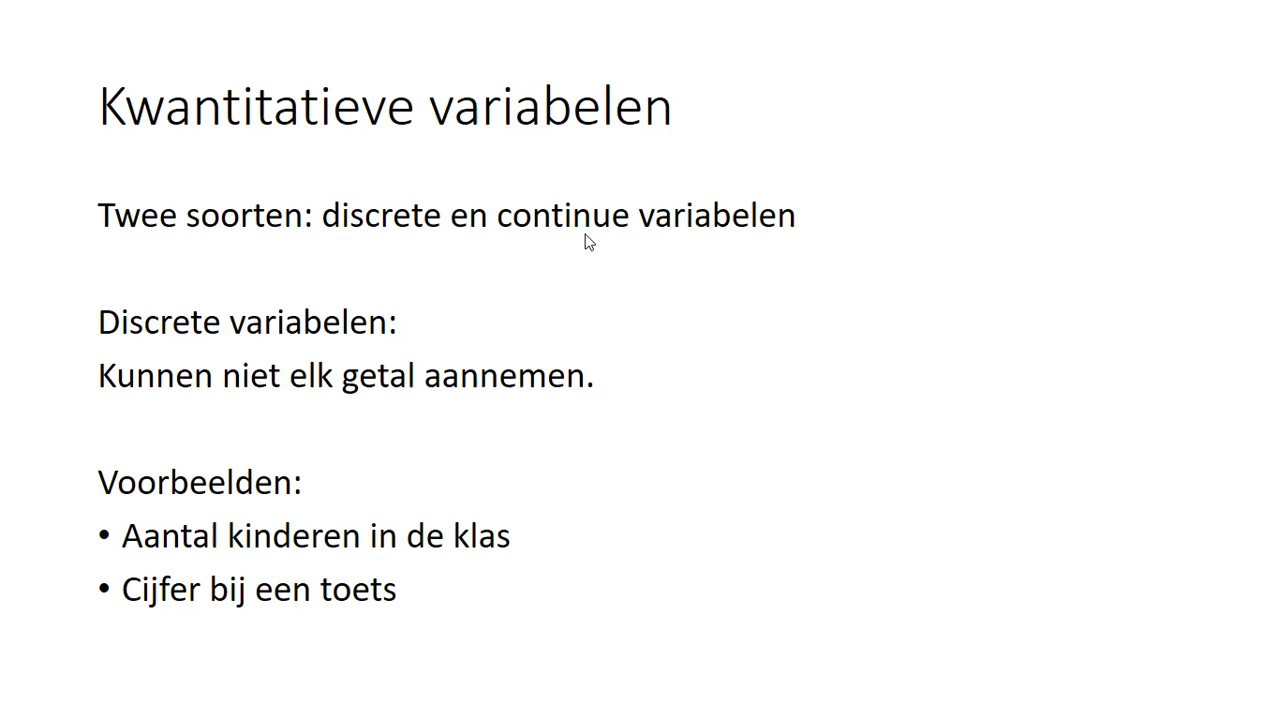 Kwantitatieve variabelen
Twee soorten: discrete en continue variabelen
Discrete variabelen:
Kunnen niet elk getal aannemen.
Voorbeelden:
• Aantal kinderen in de klas
• Cijfer bij een toets